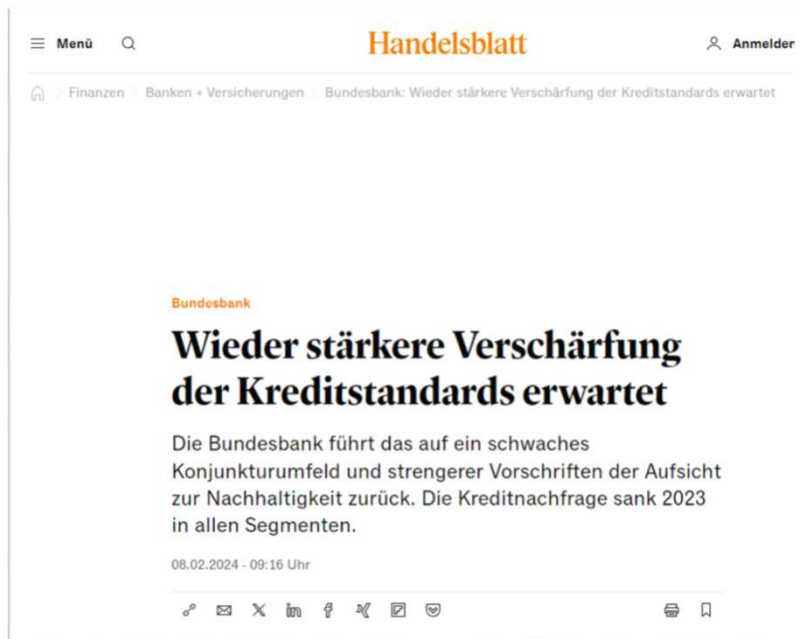 Menü
Handelsblatt
Anmelden
Finanzen Banken + Versicherungen Bundesbank: Wieder stärkere Verschärfung der Kreditstandards erwartet
Bundesbank
Wieder stärkere Verschärfung
der Kreditstandards erwartet
Die Bundesbank führt das auf ein schwaches
Konjunkturumfeld und strengerer Vorschriften der Aufsicht
zur Nachhaltigkeit zurück. Die Kreditnachfrage sank 2023
in allen Segmenten.
08.02.2024 - 09:16 Uhr